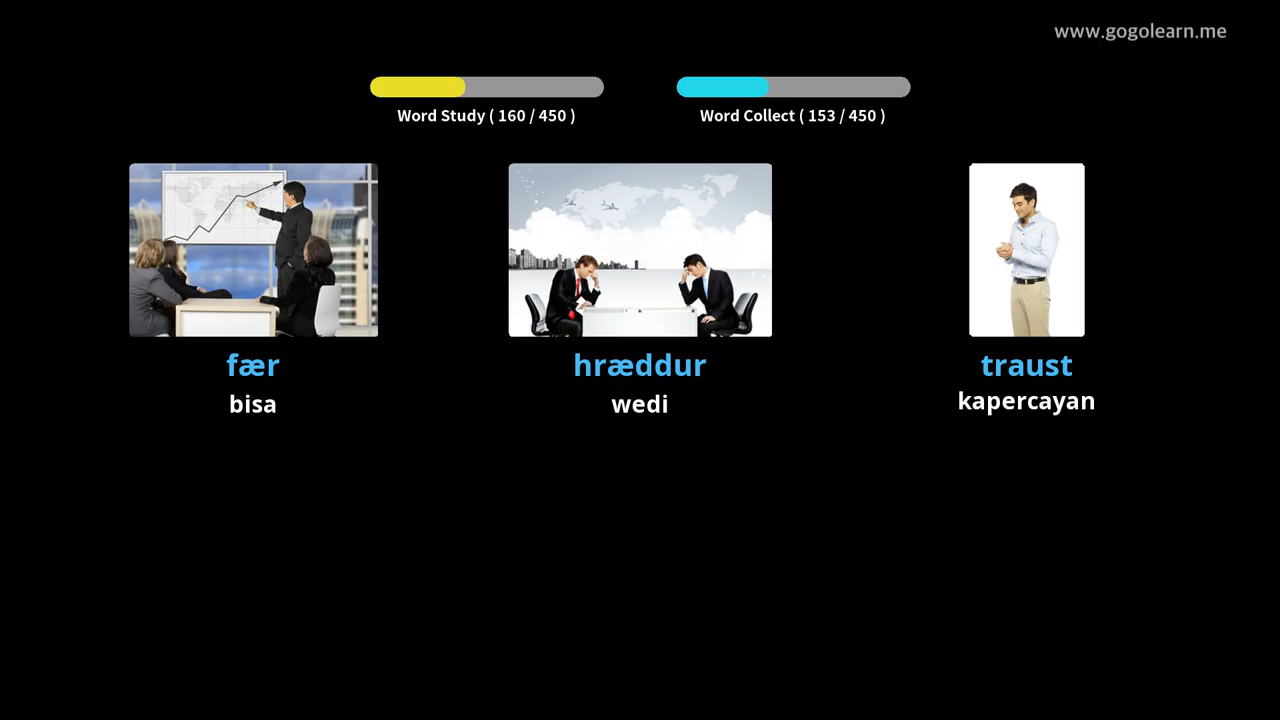 www.gogolearn.me
Word Study ( 160 / 450 )
Word Collect ( 153 / 450 )
fær
hræddur
traust
bisa
wedi
kapercayan